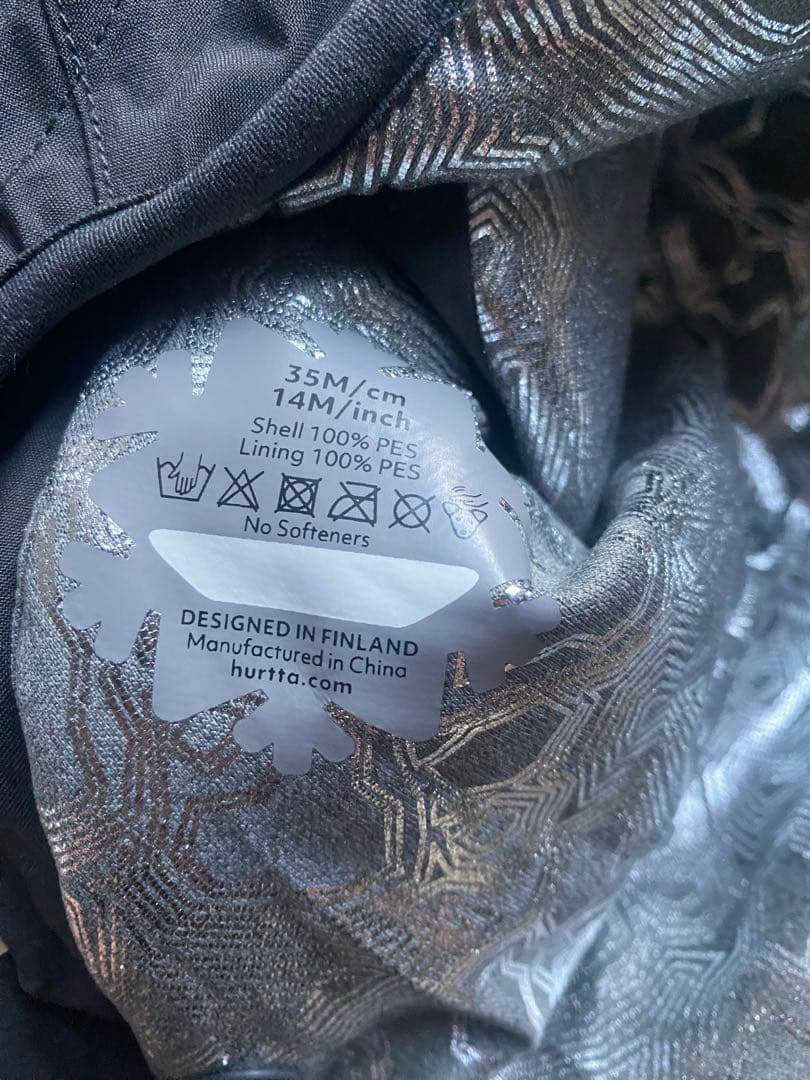 35M/cm
14M/inch
Shell 100% PES
Lining 100% PES
No Softeners
DESIGNED IN FINLAND
Manufactured in China
hurtta.com